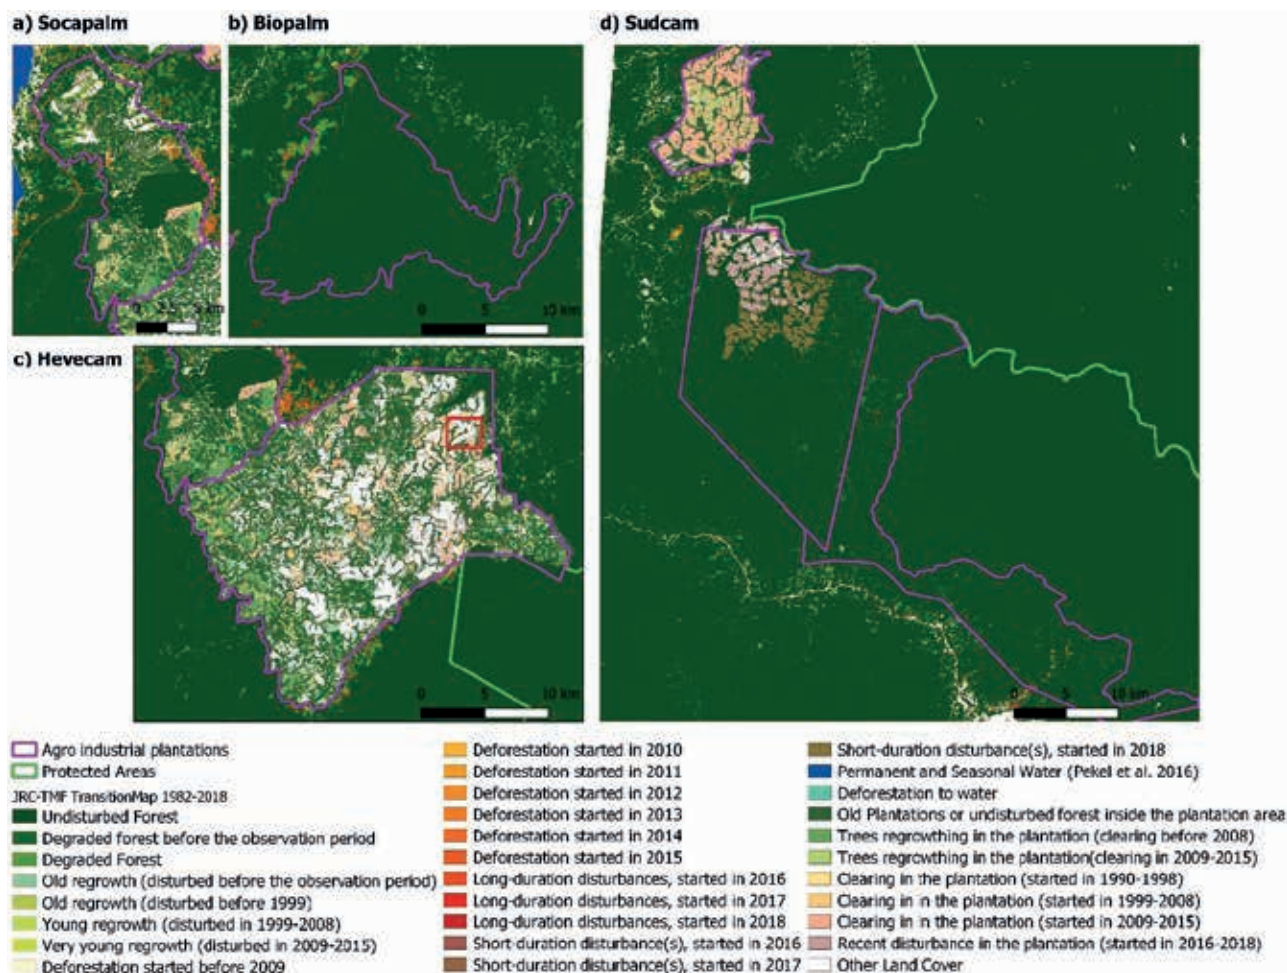 a) Socapalm
b) Biopalm
d) Sudcam
0 2.5 5 km
0 5 10 km
c) Hevecam
0 5 10 km
0 5 10 km
Agro industrial plantations
Protected Areas
JRC-TMF TransitionMap 1982-2018
Undisturbed Forest
Degraded forest before the observation period
Degraded Forest
Old regrowth (disturbed before the observation period)
Old regrowth (disturbed before 1999)
Young regrowth (disturbed in 1999-2008)
Very young regrowth (disturbed in 2009-2015)
Deforestation started before 2009
Deforestation started in 2010
Deforestation started in 2011
Deforestation started in 2012
Deforestation started in 2013
Deforestation started in 2014
Deforestation started in 2015
Long-duration disturbances, started in 2016
Long-duration disturbances, started in 2017
Long-duration disturbances, started in 2018
Short-duration disturbance(s), started in 2016
Short-duration disturbance(s), started in 2017
Short-duration disturbance(s), started in 2018
Permanent and Seasonal Water (Pekel et al. 2016)
Deforestation to water
Old Plantations or undisturbed forest inside the plantation area
Trees regrowthing in the plantation (clearing before 2008)
Trees regrowthing in the plantation(clearing in 2009-2015)
Clearing in the plantation (started in 1990-1998)
Clearing in in the plantation (started in 1999-2008)
Clearing in the plantation (started in 2009-2015)
Recent disturbance in the plantation (started in 2016-2018)
Other Land Cover